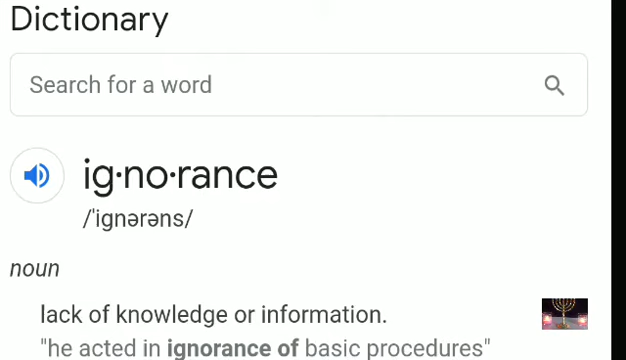 Dictionary
Search for a word
ig·no·rance
/ˈignərəns/
noun
lack of knowledge or information.
"he acted in ignorance of basic procedures"